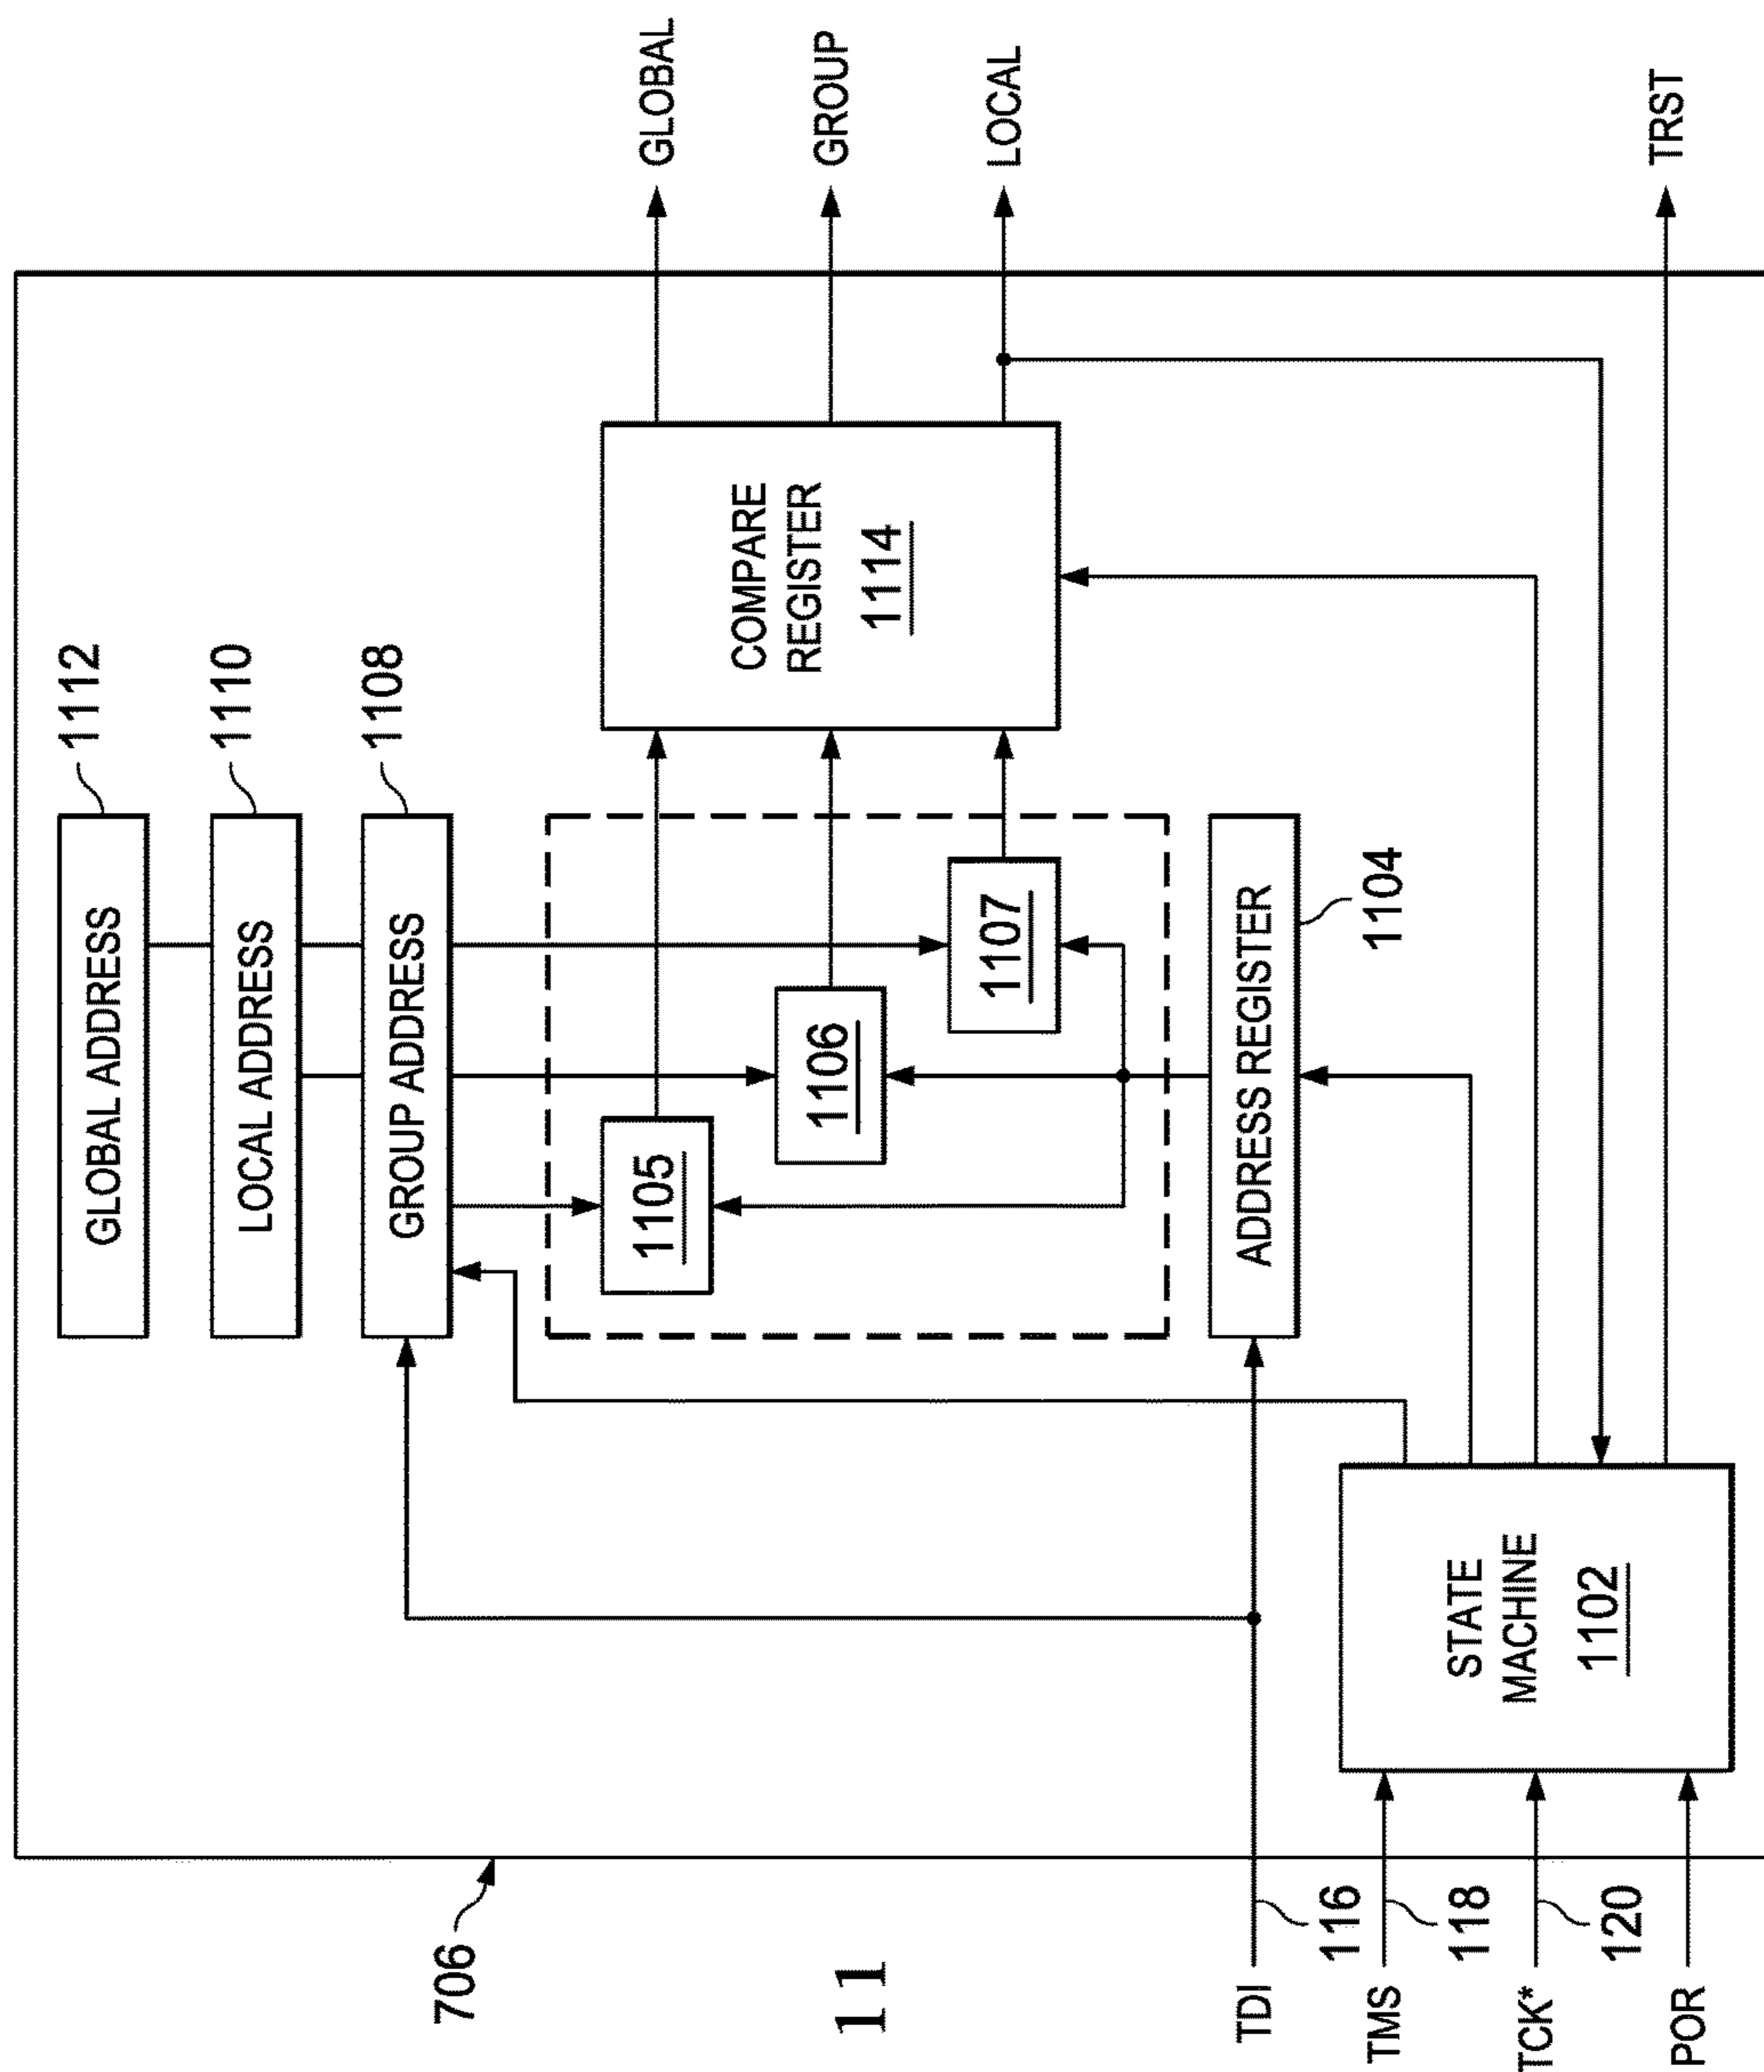 706
GLOBAL ADDRESS
1112
LOCAL ADDRESS
1110
GROUP ADDRESS
1108
1105
1106
1107
ADDRESS REGISTER
1104
COMPARE
REGISTER
1114
GLOBAL
GROUP
LOCAL
TRST
STATE
MACHINE
1102
TDI
116
TMS
118
TCK*
120
POR
11